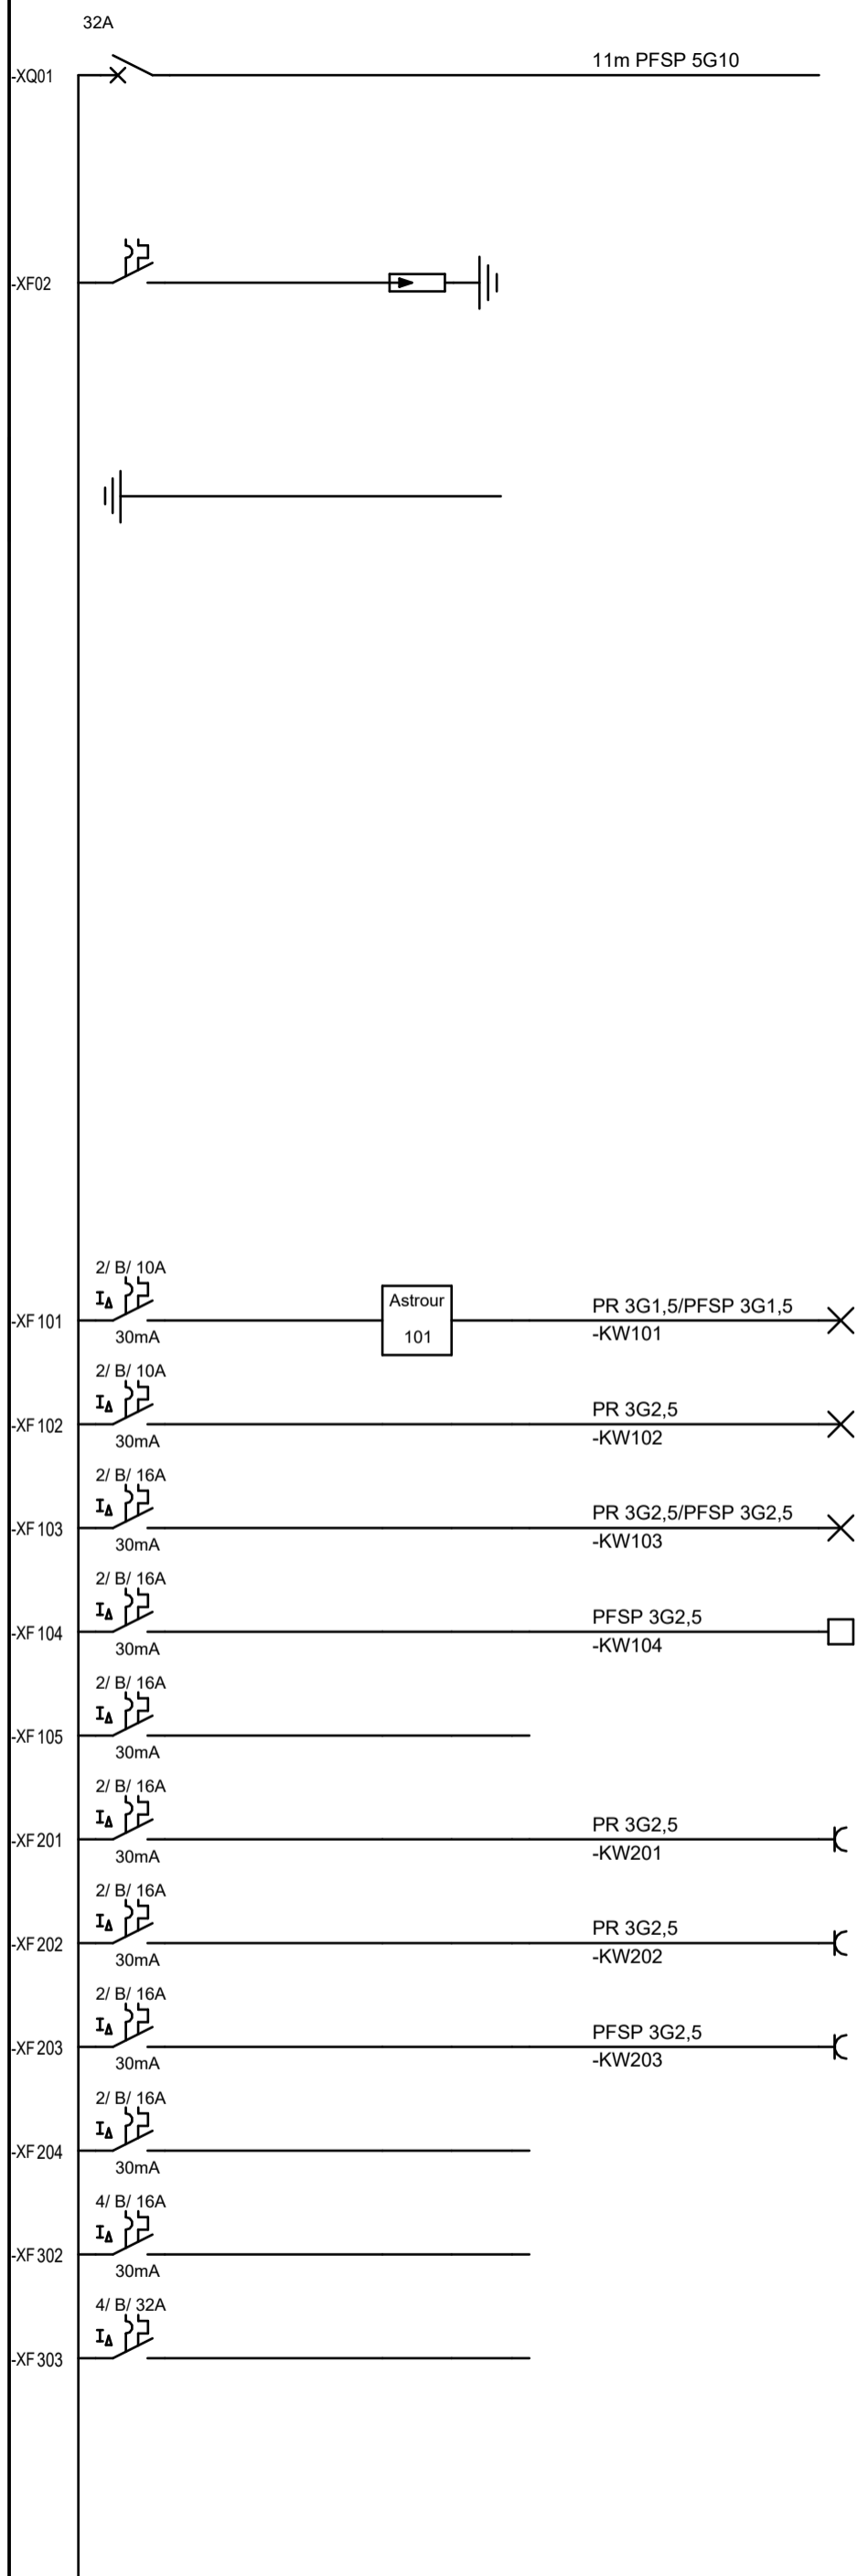 32A
11m PFSP 5G10
-XQ01
-XF02
2/ B/ 10A
I∆
Astrour
PR 3G1,5/PFSP 3G1,5
-XF101
30mA
101
-KW101
2/ B/ 10A
I∆
PR 3G2,5
-XF102
30mA
-KW102
2/ B/ 16A
I∆
PR 3G2,5/PFSP 3G2,5
-XF103
30mA
-KW103
2/ B/ 16A
I∆
PFSP 3G2,5
-XF104
30mA
-KW104
2/ B/ 16A
I∆
-XF105
30mA
2/ B/ 16A
I∆
PR 3G2,5
-XF201
30mA
-KW201
2/ B/ 16A
I∆
PR 3G2,5
-XF202
30mA
-KW202
2/ B/ 16A
I∆
PFSP 3G2,5
-XF203
30mA
-KW203
2/ B/ 16A
I∆
-XF204
30mA
4/ B/ 16A
I∆
-XF302
30mA
4/ B/ 32A
I∆
-XF303